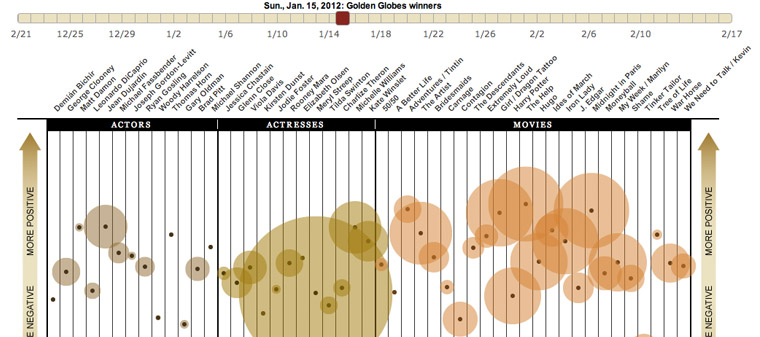 Sun., Jan. 15, 2012: Golden Globes winners
2/21 12/25 12/29 1/2 1/6 1/10 1/14 1/18 1/22 1/26 2/2 2/6 2/10 2/17
Demián Bichir
George Clooney
Matt Damon
Leonardo DiCaprio
Jean Dujardin
Michael Fassbender
Joseph Gordon-Levitt
Ryan Gosling
Woody Harrelson
Thomas Horn
Gary Oldman
Brad Pitt
Michael Shannon
Jessica Chastain
Glenn Close
Viola Davis
Kirsten Dunst
Jodie Foster
Rooney Mara
Elizabeth Olsen
Meryl Streep
Tilda Swinton
Charlize Theron
Michelle Williams
Kate Winslet
50/50
A Better Life
Adventures / Tintin
The Artist
Bridesmaids
Carnage
Contagion
The Descendants
Extremely Loud
Girl / Dragon Tattoo
Harry Potter
The Help
Hugo
Ides of March
Iron Lady
J. Edgar
Midnight in Paris
Moneyball
My Week / Marilyn
Shame
Tinker Tailor
Tree of Life
War Horse
We Need to Talk / Kevin
ACTORS ACTRESSES MOVIES
MORE POSITIVE
MORE POSITIVE
E NEGATIVE
E NEGATIVE